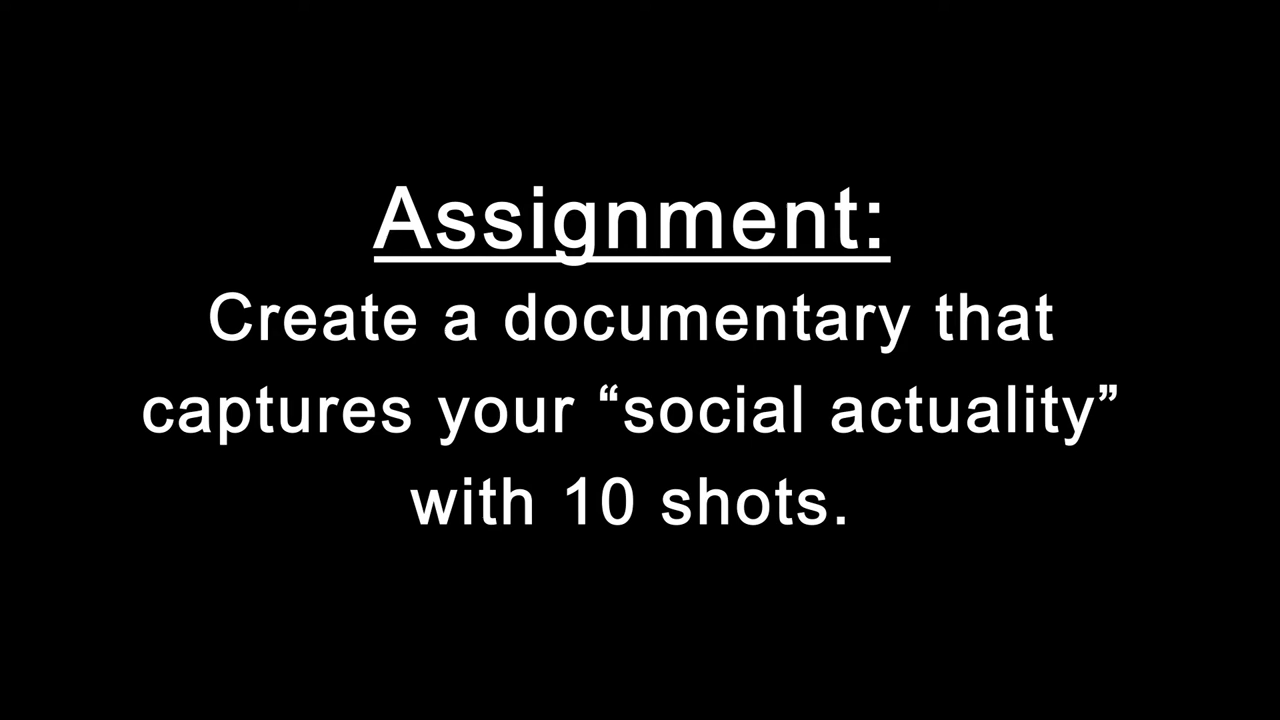 Assignment:
Create a documentary that
captures your “social actuality”
with 10 shots.